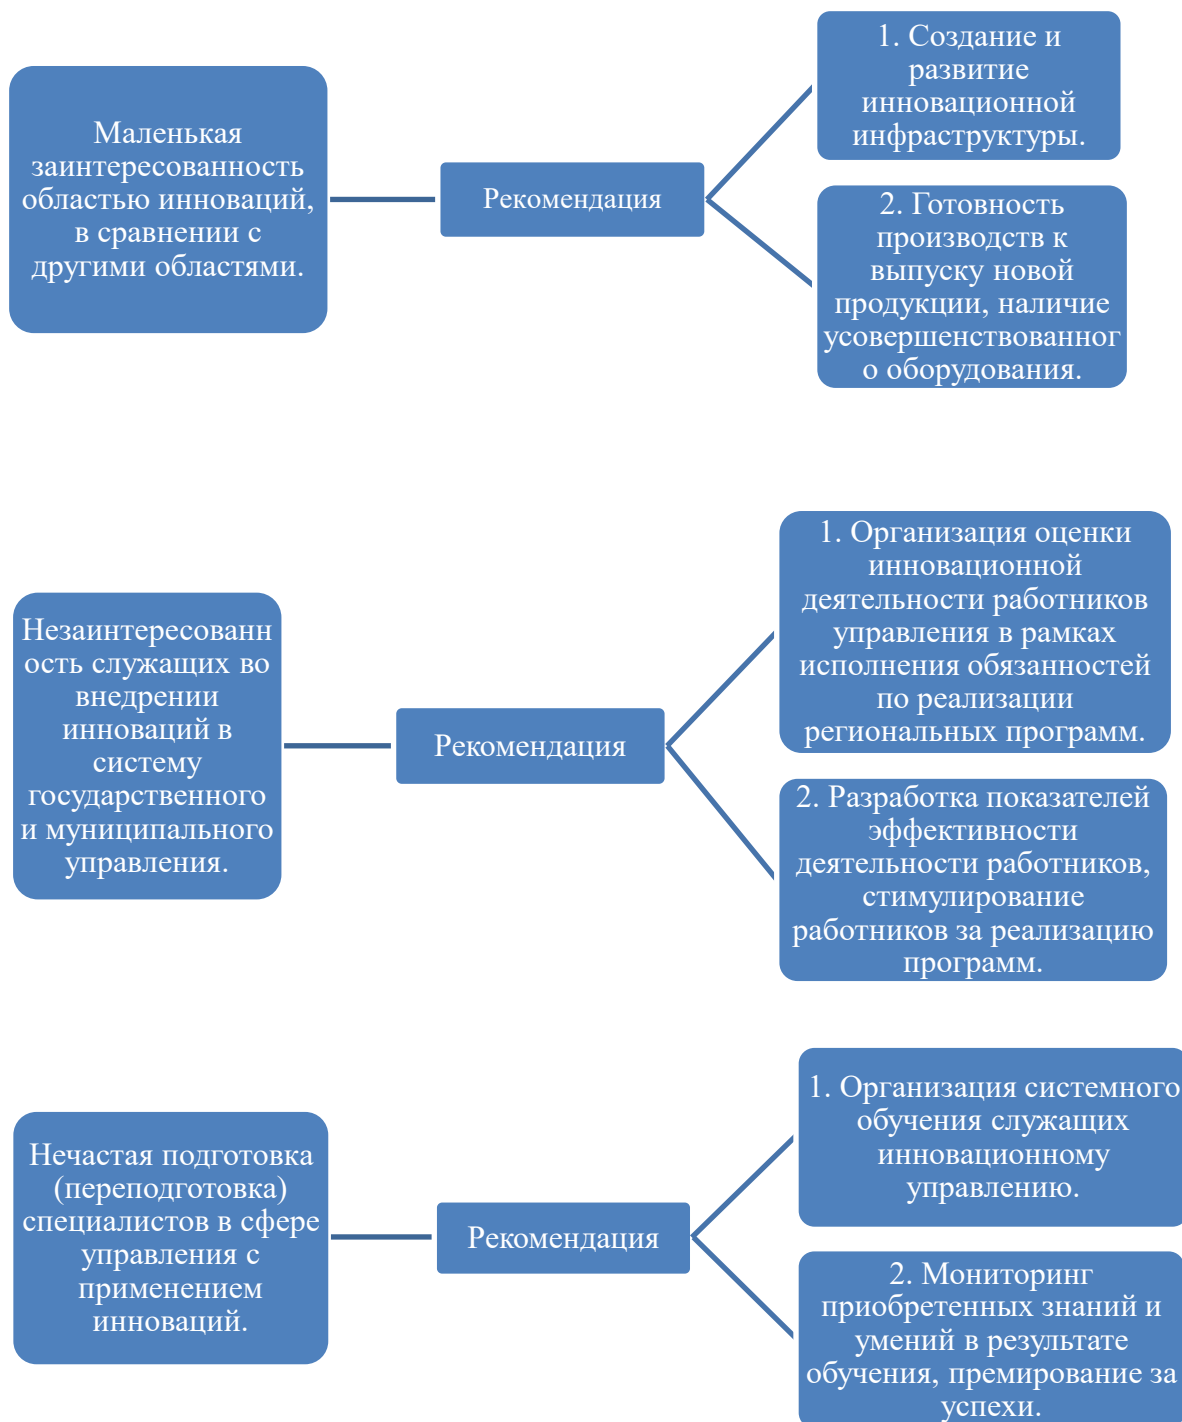 Маленькая
заинтересованность
областью инноваций,
в сравнении с
другими областями.
Рекомендация
1. Создание и
развитие
инновационной
инфраструктуры.
2. Готовность
производств к
выпуску новой
продукции, наличие
усовершенствованног
о оборудования.
Незаинтересованн
ость служащих во
внедрении
инноваций в
систему
государственного
и муниципального
управления.
Рекомендация
1. Организация оценки
инновационной
деятельности работников
управления в рамках
исполнения обязанностей
по реализации
региональных программ.
2. Разработка показателей
эффективности
деятельности работников,
стимулирование
работников за реализацию
программ.
Нечастая подготовка
(переподготовка)
специалистов в сфере
управления с
применением
инноваций.
Рекомендация
1. Организация системного
обучения служащих
инновационному
управлению.
2. Мониторинг
приобретенных знаний и
умений в результате
обучения, премирование за
успехи.